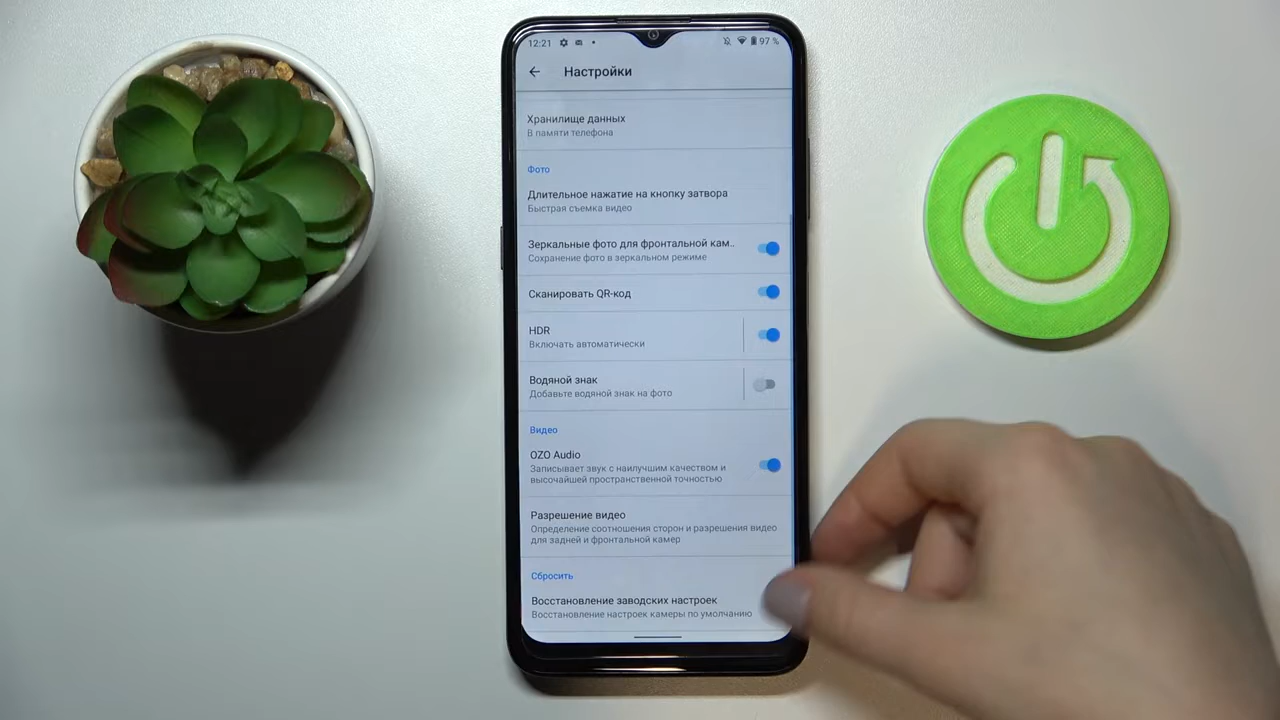 12:21
97 %
Настройки
Хранилище данных
В памяти телефона
Фото
Длительное нажатие на кнопку затвора
Быстрая съемка видео
Зеркальные фото для фронтальной кам..
Сохранение фото в зеркальном режиме
Сканировать QR-код
HDR
Включать автоматически
Водяной знак
Добавьте водяной знак на фото
Видео
OZO Audio
Записывает звук с наилучшим качеством и
высочайшей пространственной точностью
Разрешение видео
Определение соотношения сторон и разрешения видео
для задней и фронтальной камер
Сбросить
Восстановление заводских настроек
Восстановление настроек камеры по умолчанию